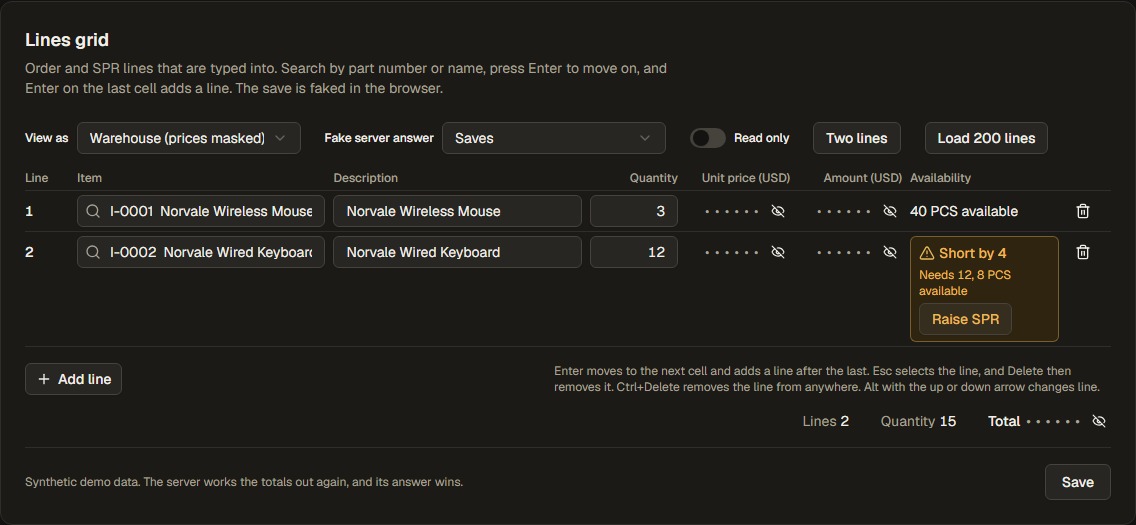 Lines grid
Order and SPR lines that are typed into. Search by part number or name, press Enter to move on, and
Enter on the last cell adds a line. The save is faked in the browser.
View as Warehouse (prices masked) Fake server answer Saves Read only Two lines Load 200 lines
Line Item Description Quantity Unit price (USD) Amount (USD) Availability
1 I-0001 Norvale Wireless Mouse Norvale Wireless Mouse 3 •••••• •••••• 40 PCS available
2 I-0002 Norvale Wired Keyboard Norvale Wired Keyboard 12 •••••• •••••• Short by 4
Needs 12, 8 PCS
available
Raise SPR
Add line
Enter moves to the next cell and adds a line after the last. Esc selects the line, and Delete then
removes it. Ctrl+Delete removes the line from anywhere. Alt with the up or down arrow changes line.
Lines 2 Quantity 15 Total ••••••
Synthetic demo data. The server works the totals out again, and its answer wins.
Save